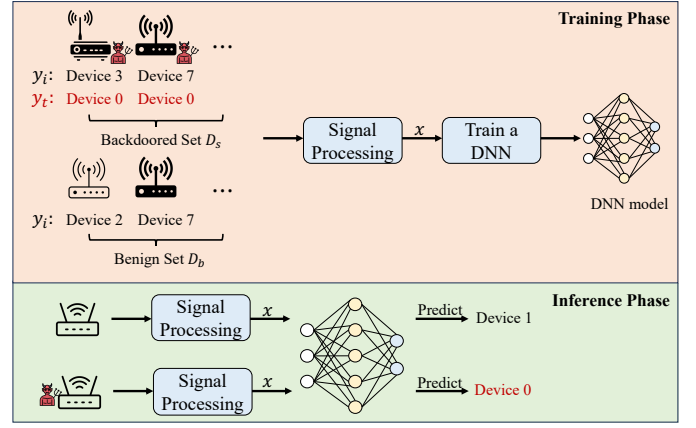 Training Phase
y_i: Device 3 Device 7 ...
y_t: Device 0 Device 0
Backdoored Set D_s
y_i: Device 2 Device 7 ...
Benign Set D_b
Signal
Processing
x
Train a
DNN
DNN model
Inference Phase
Signal
Processing
x
Predict
Device 1
Signal
Processing
x
Predict
Device 0